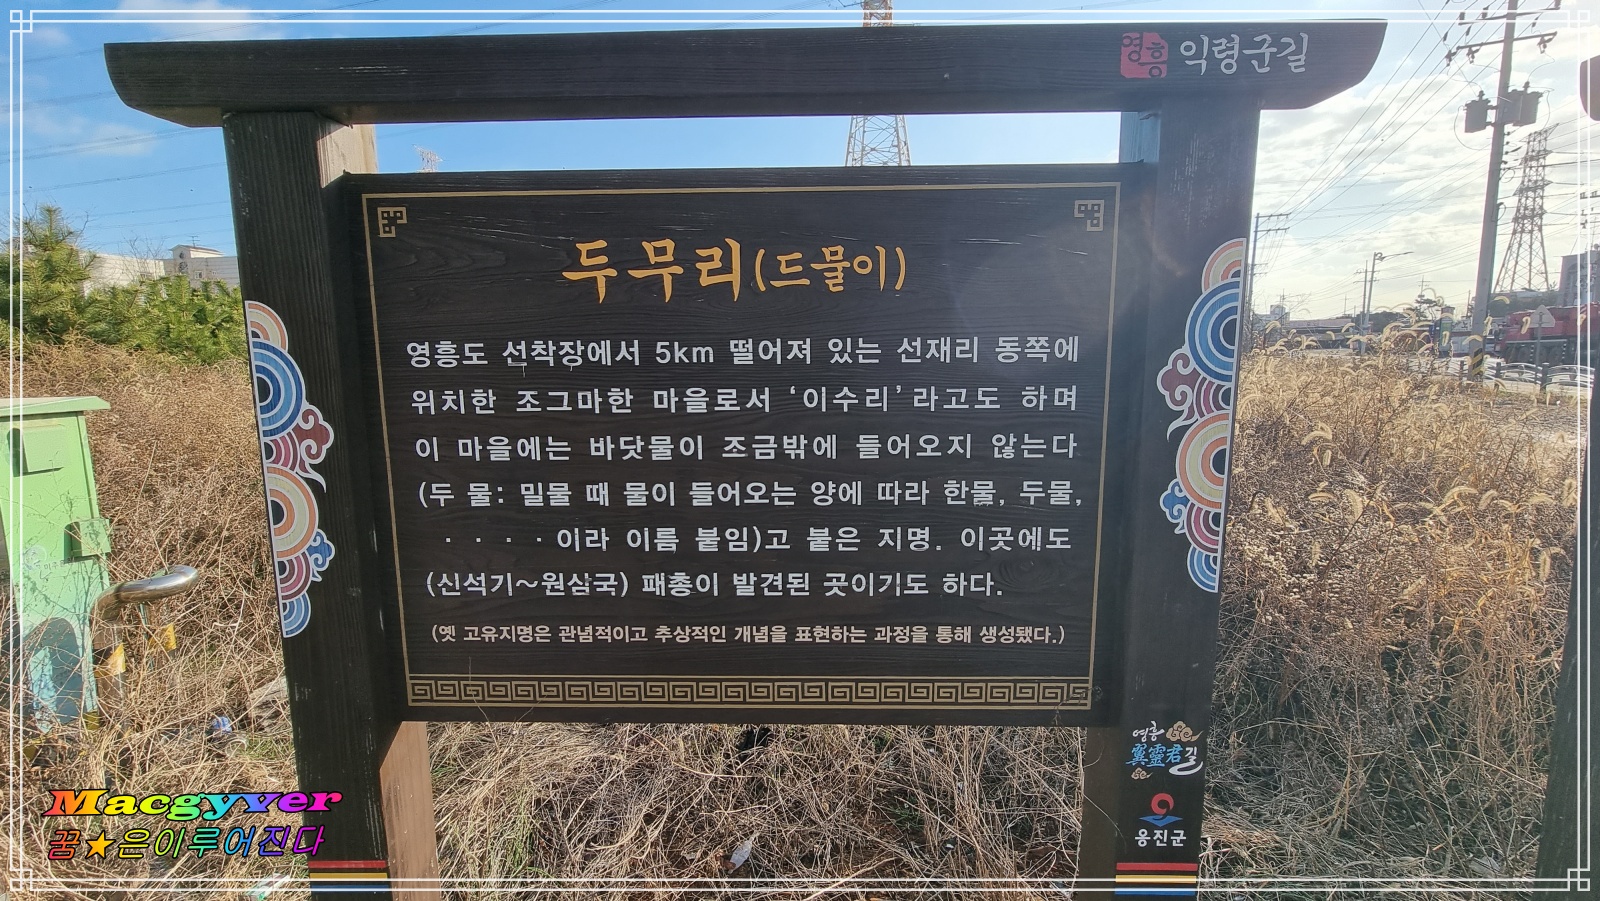 영흥 익령군길
두무리(드물이)
영흥도 선착장에서 5km 떨어져 있는 선재리 동쪽에
위치한 조그마한 마을로서 ‘이수리’라고도 하며
이 마을에는 바닷물이 조금밖에 들어오지 않는다
(두 물: 밀물 때 물이 들어오는 양에 따라 한물, 두물,
· · · · 이라 이름 붙임)고 붙은 지명. 이곳에도
(신석기~원삼국) 패총이 발견된 곳이기도 하다.
(옛 고유지명은 관념적이고 추상적인 개념을 표현하는 과정을 통해 생성됐다.)
영흥
翼靈君길
옹진군
Macgyver
꿈★은이루어진다